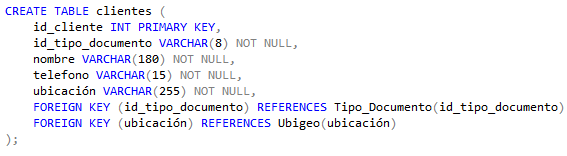 CREATE TABLE clientes (
    id_cliente INT PRIMARY KEY,
    id_tipo_documento VARCHAR(8) NOT NULL,
    nombre VARCHAR(180) NOT NULL,
    telefono VARCHAR(15) NOT NULL,
    ubicación VARCHAR(255) NOT NULL,
    FOREIGN KEY (id_tipo_documento) REFERENCES Tipo_Documento(id_tipo_documento)
    FOREIGN KEY (ubicación) REFERENCES Ubigeo(ubicación)
);